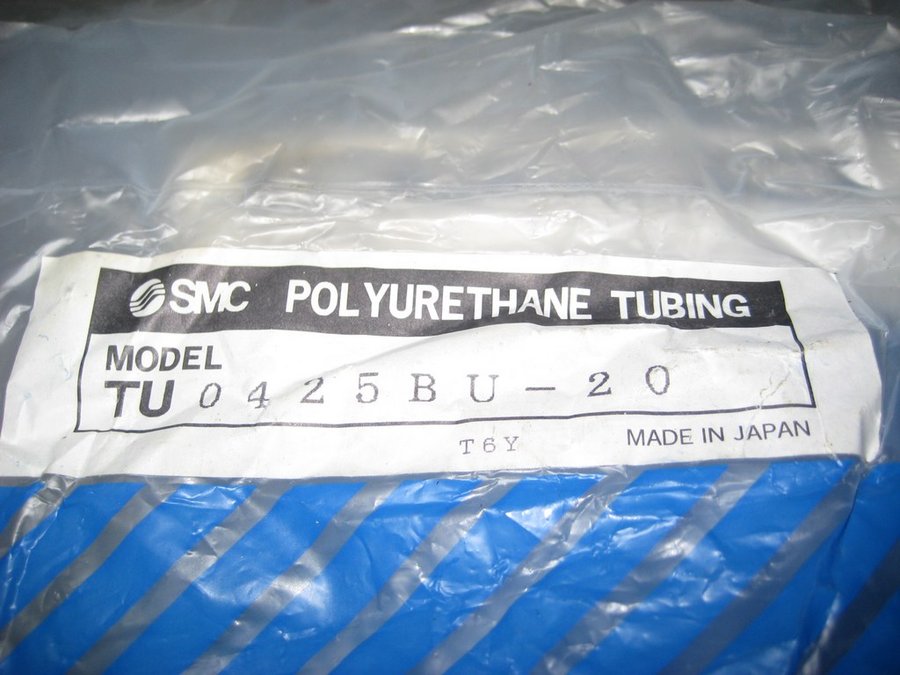 SMC POLYURETHANE TUBING
MODEL
TU 0425BU-20
T6Y MADE IN JAPAN